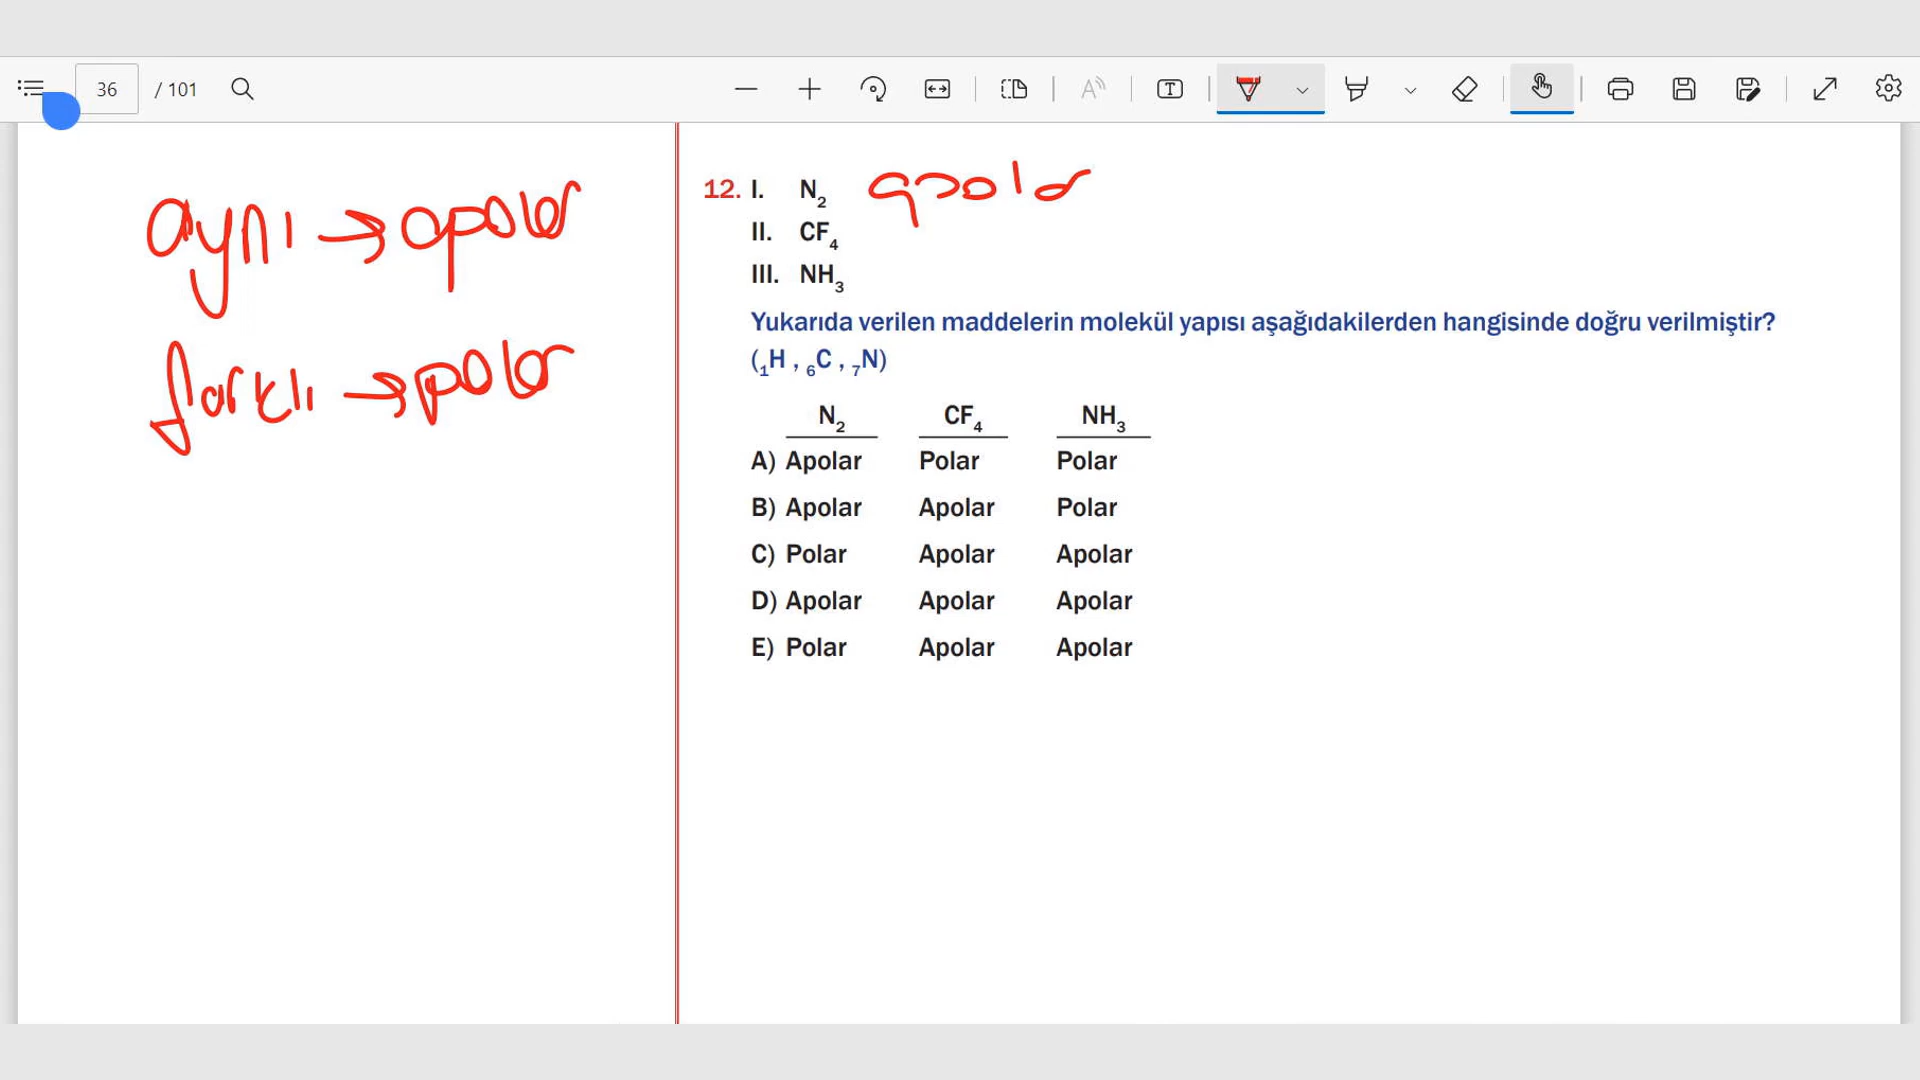 36 / 101
aynı → apolar
farklı → polar
12. I. N2 apolar
II. CF4
III. NH3
Yukarıda verilen maddelerin molekül yapısı aşağıdakilerden hangisinde doğru verilmiştir?
(1H , 6C , 7N)
N2 CF4 NH3
A) Apolar Polar Polar
B) Apolar Apolar Polar
C) Polar Apolar Apolar
D) Apolar Apolar Apolar
E) Polar Apolar Apolar